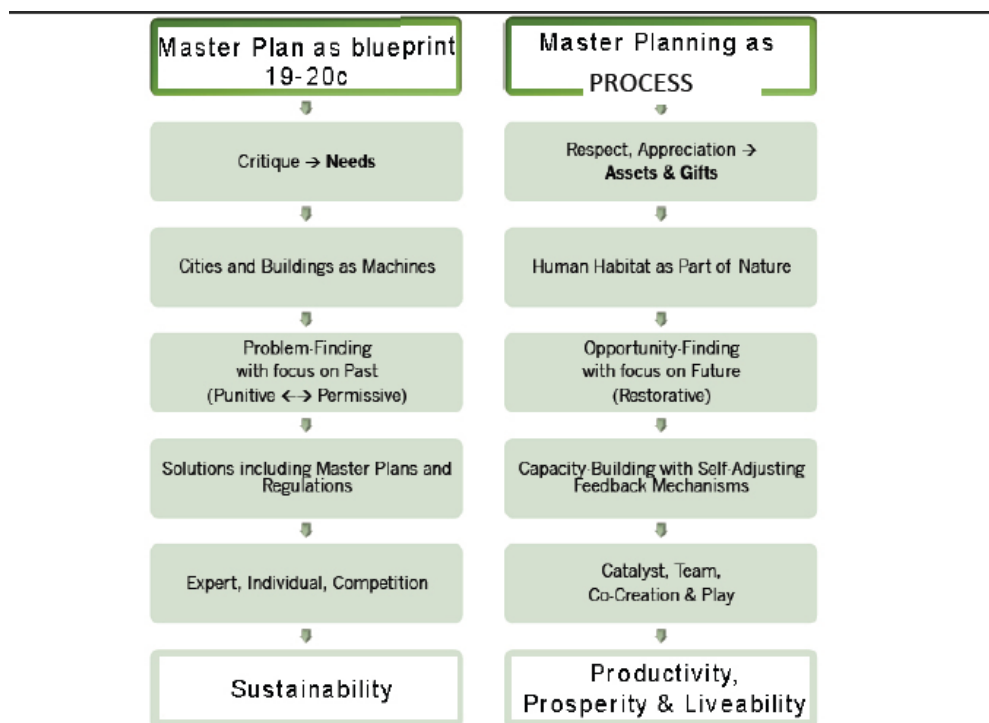 Master Plan as blueprint
19-20c
Critique → Needs
Cities and Buildings as Machines
Problem-Finding
with focus on Past
(Punitive ←→ Permissive)
Solutions including Master Plans and
Regulations
Expert, Individual, Competition
Sustainability
Master Planning as
PROCESS
Respect, Appreciation →
Assets & Gifts
Human Habitat as Part of Nature
Opportunity-Finding
with focus on Future
(Restorative)
Capacity-Building with Self-Adjusting
Feedback Mechanisms
Catalyst, Team,
Co-Creation & Play
Productivity,
Prosperity & Liveability